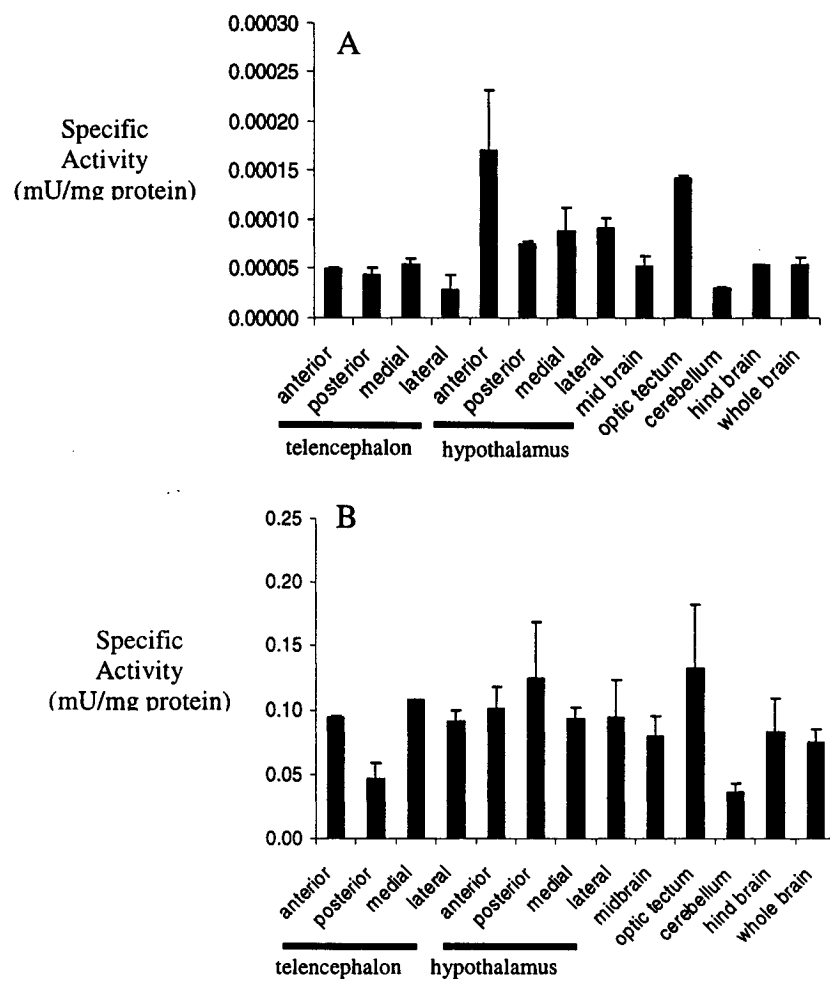 A
0.00030
0.00025
0.00020
0.00015
0.00010
0.00005
0.00000
Specific
Activity
(mU/mg protein)
anterior
posterior
medial
lateral
anterior
posterior
medial
lateral
mid brain
optic tectum
cerebellum
hind brain
whole brain
telencephalon
hypothalamus
B
0.25
0.20
0.15
0.10
0.05
0.00
Specific
Activity
(mU/mg protein)
anterior
posterior
medial
lateral
anterior
posterior
medial
lateral
midbrain
optic tectum
cerebellum
hind brain
whole brain
telencephalon
hypothalamus